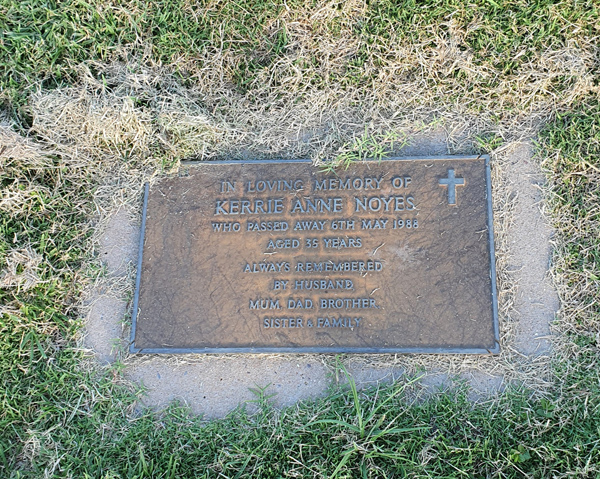 IN LOVING MEMORY OF
KERRIE ANNE NOYES
WHO PASSED AWAY 6TH MAY 1988
AGED 35 YEARS
ALWAYS REMEMBERED
BY HUSBAND
MUM DAD BROTHER
SISTER & FAMILY